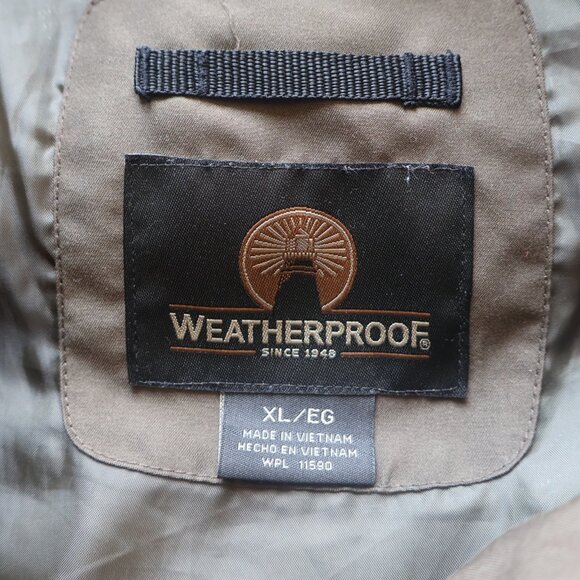 WEATHERPROOF®
SINCE 1948
XL/EG
MADE IN VIETNAM
HECHO EN VIETNAM
WPL 11590